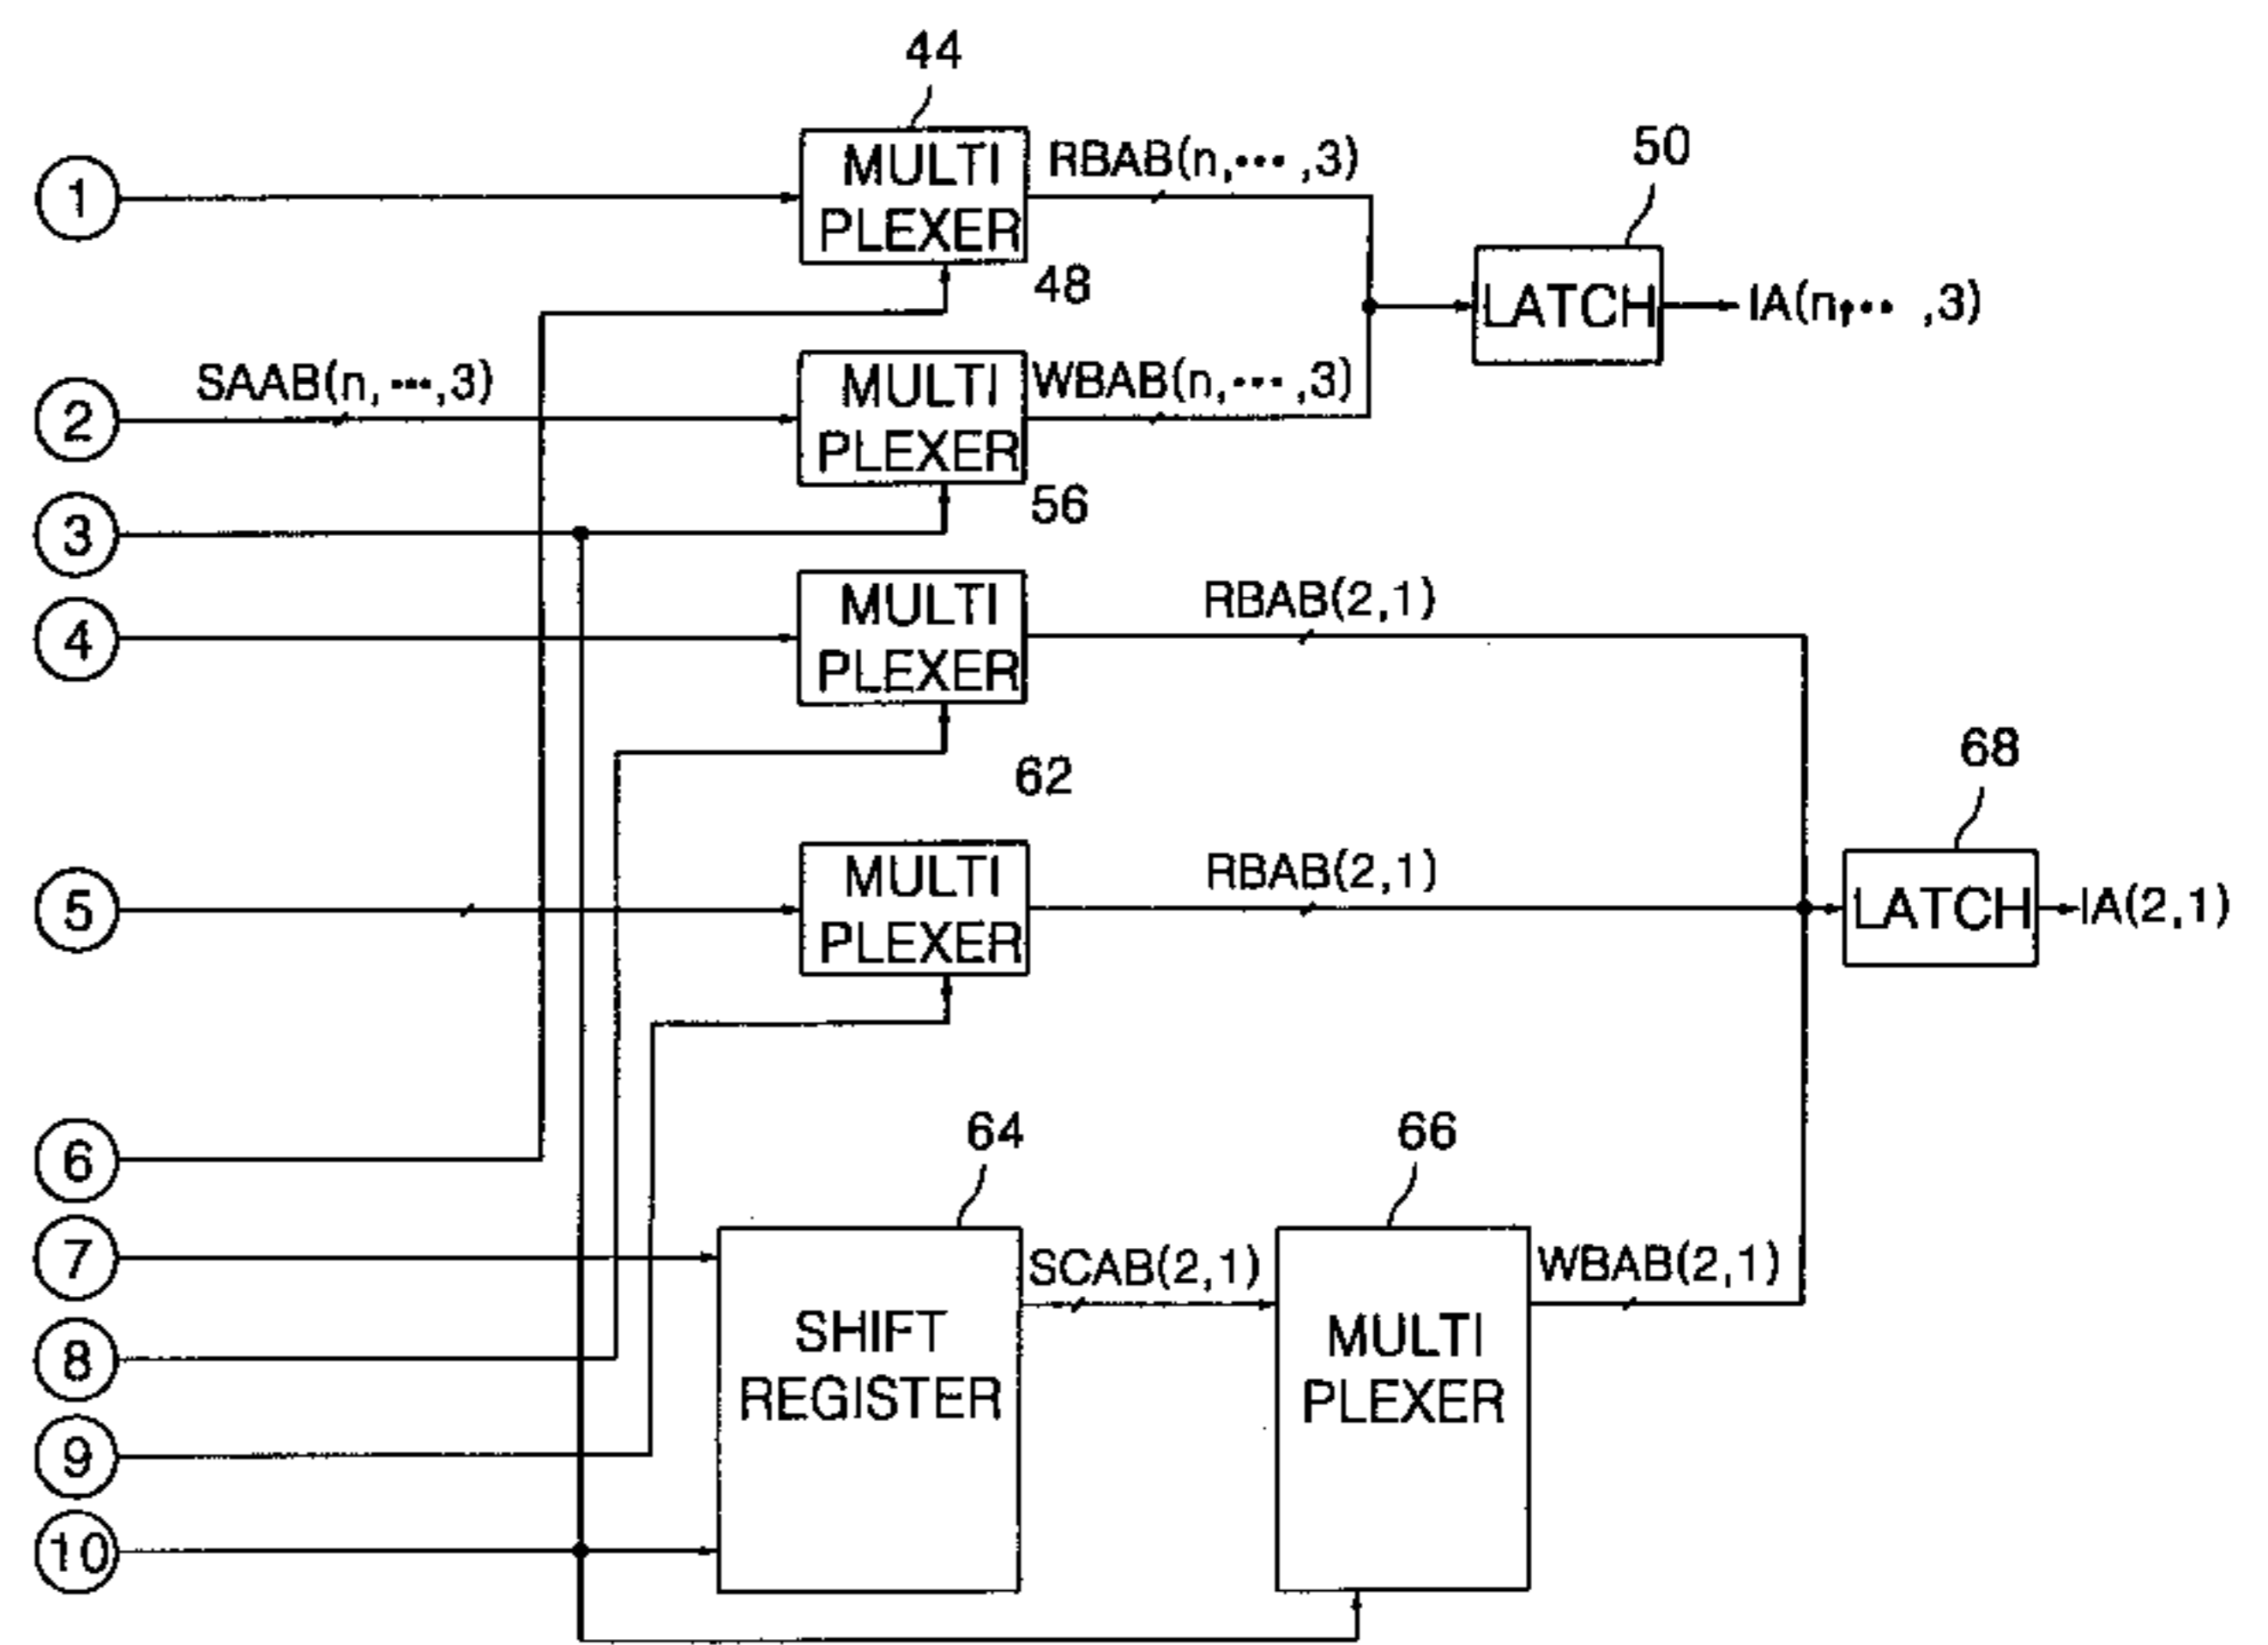 44
50
1
MULTI
PLEXER
RBAB(n,••• ,3)
48
LATCH
IA(n,••• ,3)
2
SAAB(n, •••,3)
MULTI
PLEXER
WBAB(n,••• ,3)
3
56
4
MULTI
PLEXER
RBAB(2,1)
62
68
5
MULTI
PLEXER
RBAB(2,1)
LATCH
IA(2,1)
6
64
66
7
SHIFT
REGISTER
SCAB(2,1)
MULTI
PLEXER
WBAB(2,1)
8
9
10